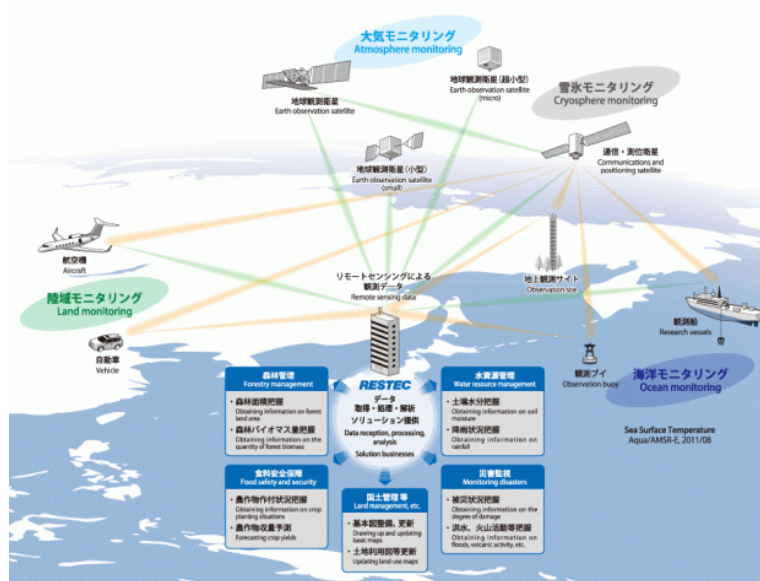 大気モニタリング
Atmosphere monitoring
地球観測衛星
Earth observation satellite
地球観測衛星(超小型)
Earth observation satellite
(micro)
雪氷モニタリング
Cryosphere monitoring
通信・測位衛星
Communications and
positioning satellite
地球観測衛星(小型)
Earth observation satellite
(small)
航空機
Aircraft
リモートセンシングによる
観測データ
Remote sensing data
地上観測サイト
Observation site
陸域モニタリング
Land monitoring
観測船
Research vessels
自動車
Vehicle
観測ブイ
Observation buoy
海洋モニタリング
Ocean monitoring
Sea Surface Temperature
Aqua/AMSR-E, 2011/08
RESTEC
データ
取得・処理・解析
ソリューション提供
Data reception, processing,
analysis
Solution businesses
森林管理
Forestry management
・森林面積把握
Obtaining information on forest
land area
・森林バイオマス量把握
Obtaining information on the
quantity of forest biomass
水資源管理
Water resource management
・土壌水分把握
Obtaining information on soil
moisture
・降雨状況把握
Obtaining information on
rainfall
食料安全保障
Food safety and security
・農作物作付状況把握
Obtaining information on crop
planting situations
・農作物収量予測
Forecasting crop yields
国土管理 等
Land management, etc.
・基本図整備、更新
Drawing up and updating
basic maps
・土地利用図等更新
Updating land use maps
災害監視
Monitoring disasters
・被災状況把握
Obtaining information on
the degree of damage
・洪水、火山活動等把握
Obtaining information on
floods, volcanic activity, etc.